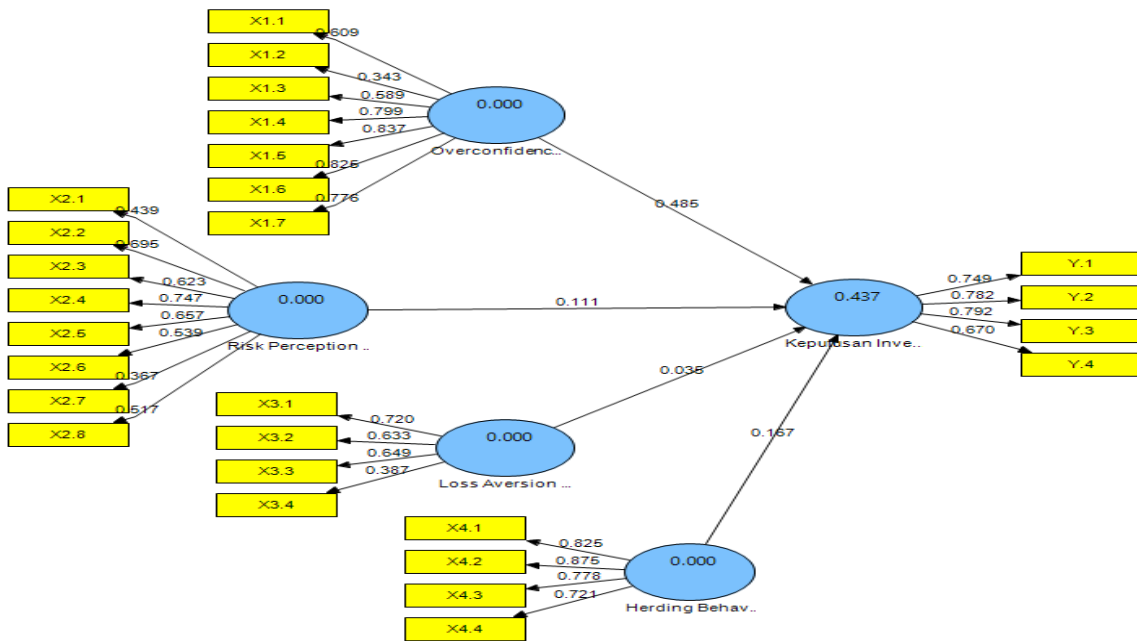 X1.1
0.609
X1.2
0.343
X1.3
0.589
X1.4
0.799
X1.5
0.837
X1.6
0.825
X1.7
0.776
0.000
Overconfidenc...
0.485
X2.1
0.439
X2.2
0.695
X2.3
0.623
X2.4
0.747
X2.5
0.657
X2.6
0.539
X2.7
0.367
X2.8
0.517
0.000
Risk Perception ..
0.111
X3.1
0.720
X3.2
0.633
X3.3
0.649
X3.4
0.387
0.000
Loss Aversion ...
0.035
X4.1
0.825
X4.2
0.875
X4.3
0.778
X4.4
0.721
0.000
Herding Behav..
0.167
0.437
Keputusan Inve..
0.749
Y.1
0.782
Y.2
0.792
Y.3
0.670
Y.4